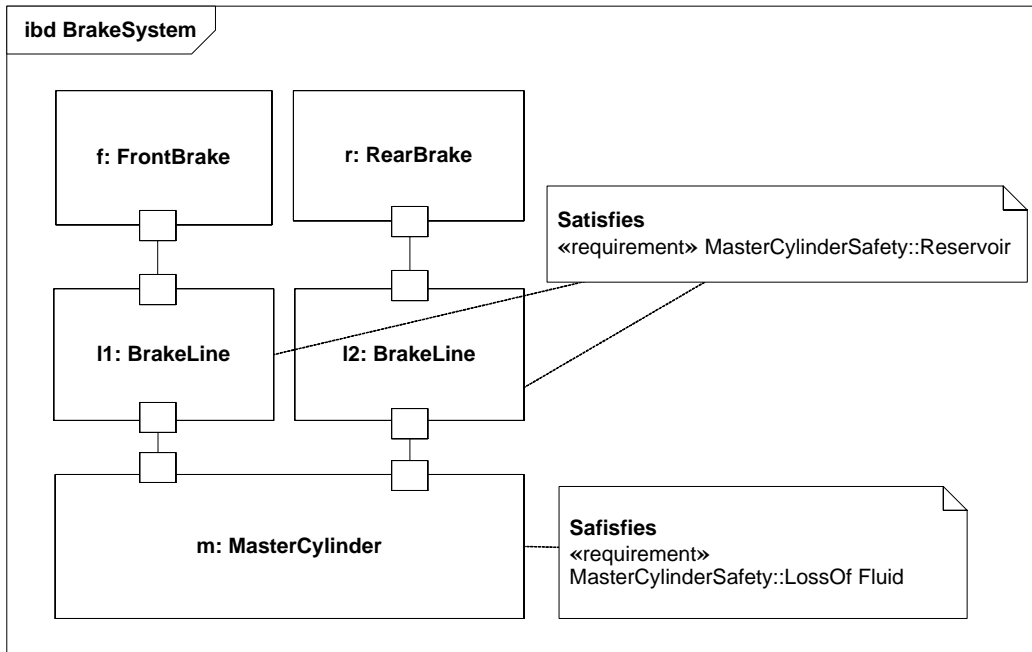 ibd BrakeSystem
f: FrontBrake
r: RearBrake
Satisfies
«requirement» MasterCylinderSafety::Reservoir
l1: BrakeLine
l2: BrakeLine
m: MasterCylinder
Safisfies
«requirement»
MasterCylinderSafety::LossOf Fluid